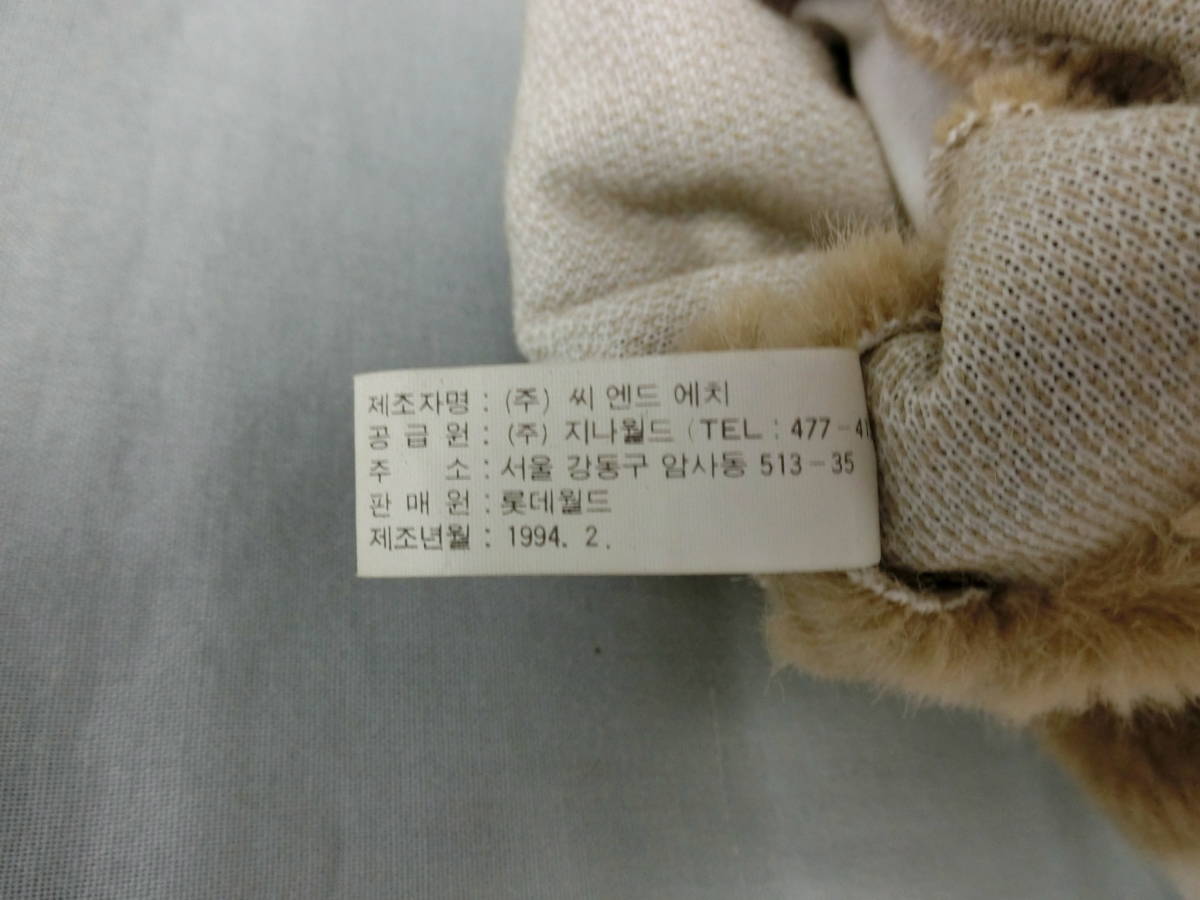 제조자명 : (주) 씨 엔드 에치
공 급 원 : (주) 지나월드 (TEL : 477-
주 소 : 서울 강동구 암사동 513-35
판 매 원 : 롯데월드
제조년월 : 1994. 2.